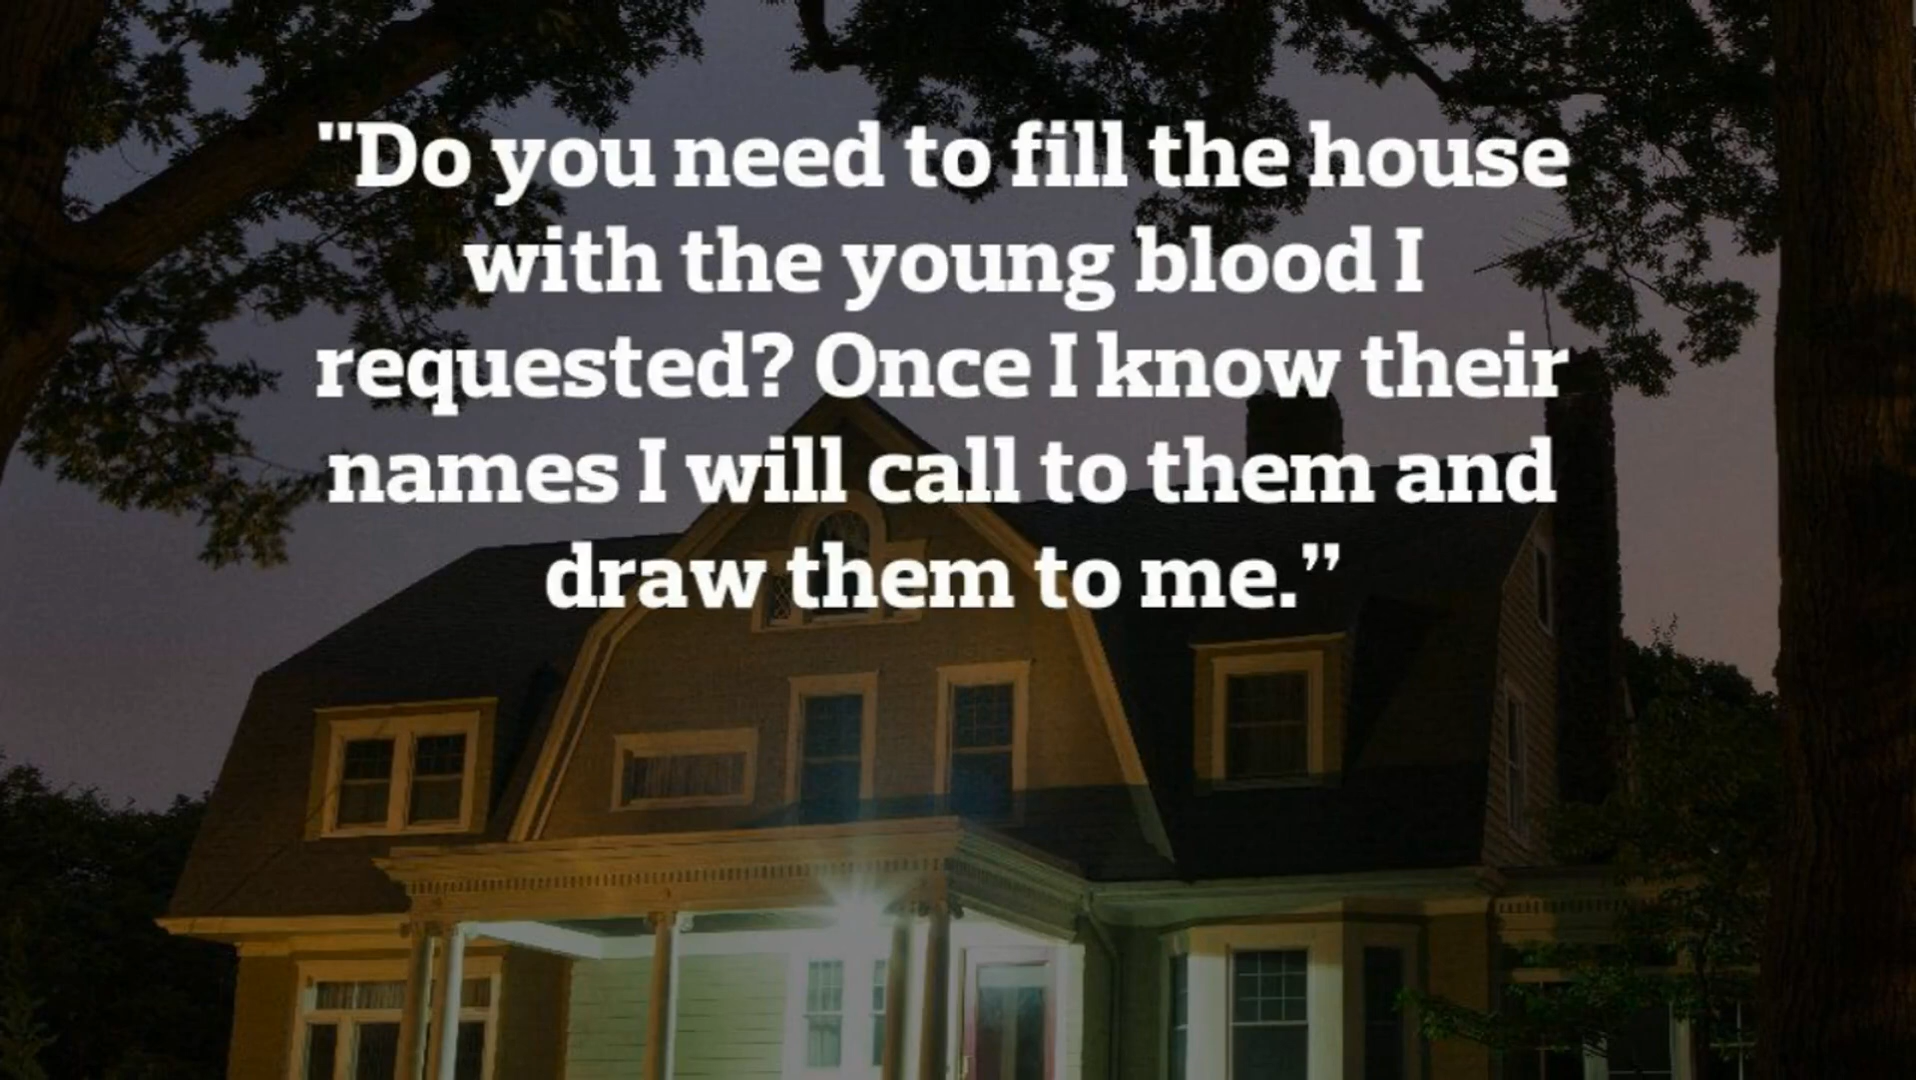 "Do you need to fill the house
with the young blood I
requested? Once I know their
names I will call to them and
draw them to me.”